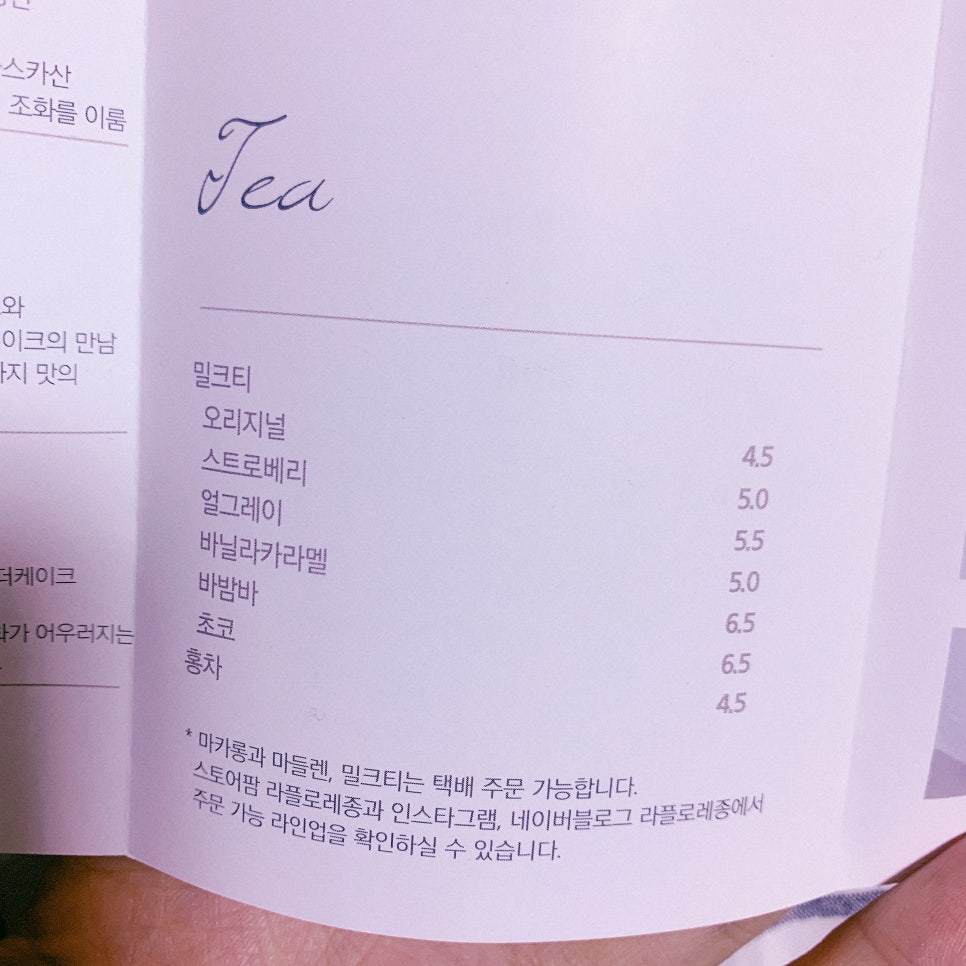 스카산
조화를 이룸
와
이크의 만남
지 맛의
더케이크
가 어우러지는
Tea
밀크티
오리지널 4.5
스트로베리 5.0
얼그레이 5.5
바닐라카라멜 5.0
바밤바 6.5
초코 6.5
홍차 4.5
* 마카롱과 마들렌, 밀크티는 택배 주문 가능합니다.
스토어팜 라플로레종과 인스타그램, 네이버블로그 라플로레종에서
주문 가능 라인업을 확인하실 수 있습니다.